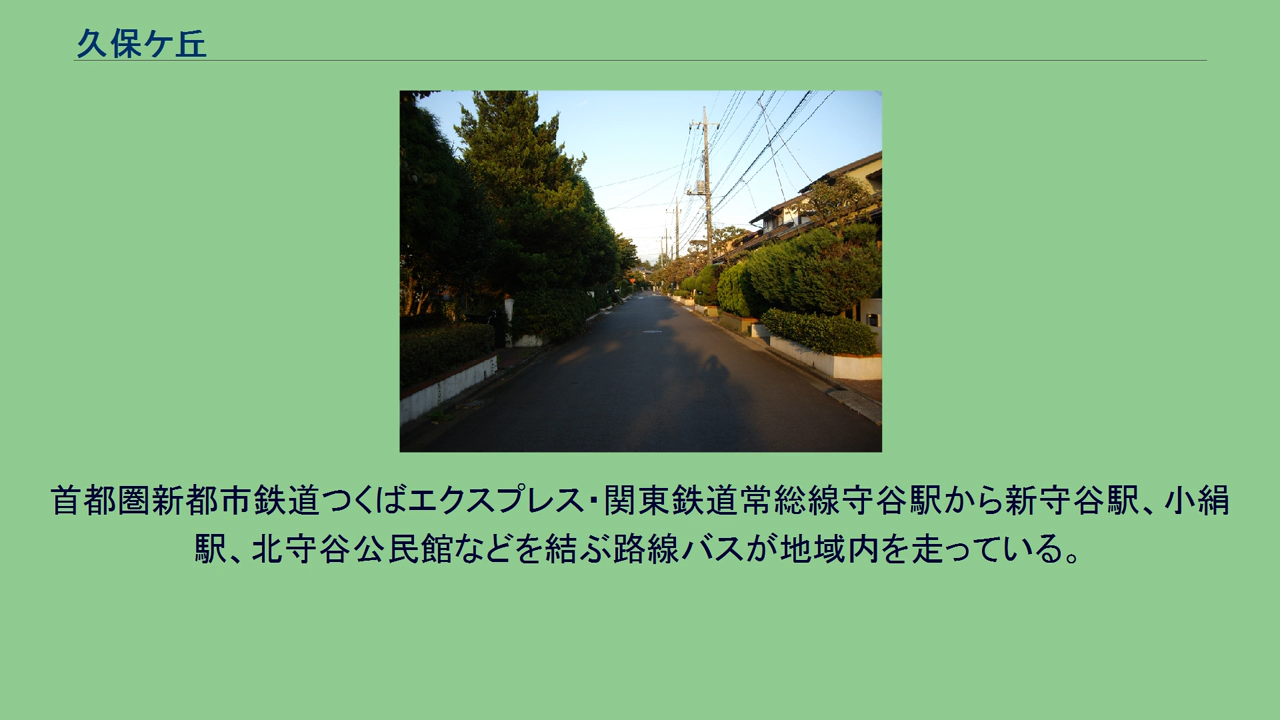 久保ケ丘
首都圏新都市鉄道つくばエクスプレス・関東鉄道常総線守谷駅から新守谷駅、小絹
駅、北守谷公民館などを結ぶ路線バスが地域内を走っている。